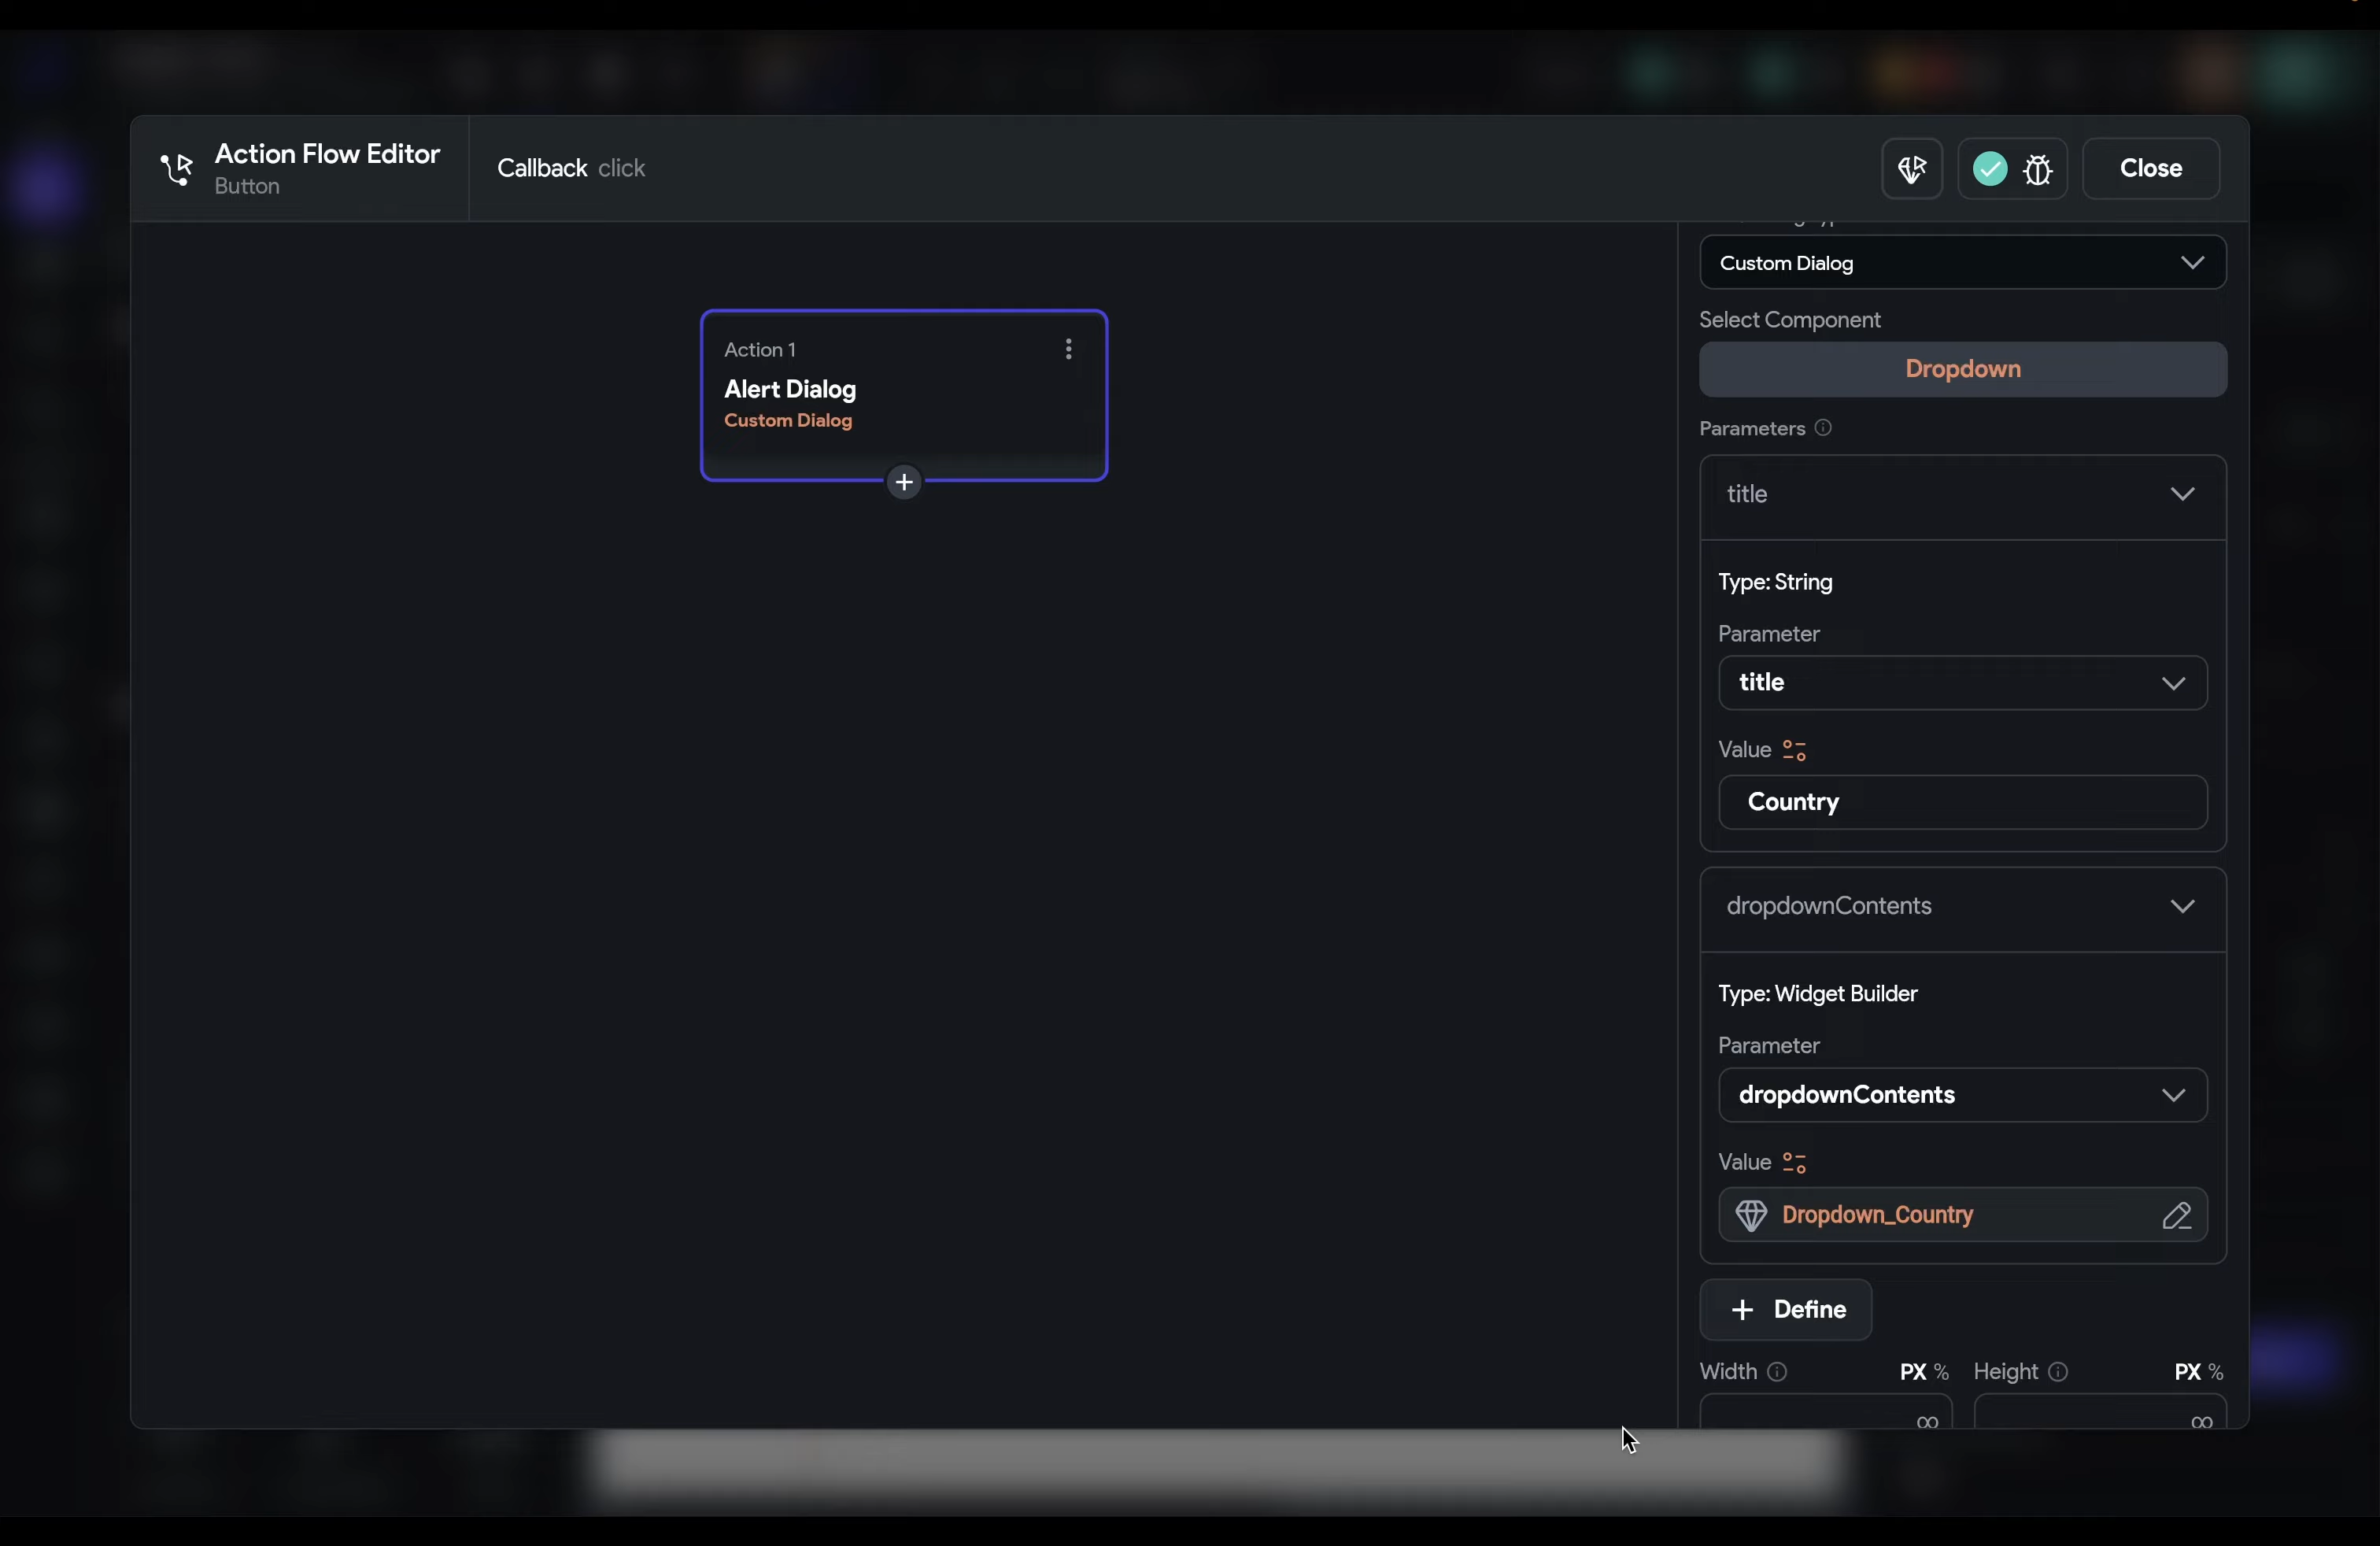 Action Flow Editor
Button
Callback click
Close
Custom Dialog
Select Component
Dropdown
Parameters
title
Type: String
Parameter
title
Value
Country
dropdownContents
Type: Widget Builder
Parameter
dropdownContents
Value
Dropdown_Country
+ Define
Width PX % Height PX %
∞ ∞
Action 1
Alert Dialog
Custom Dialog
+